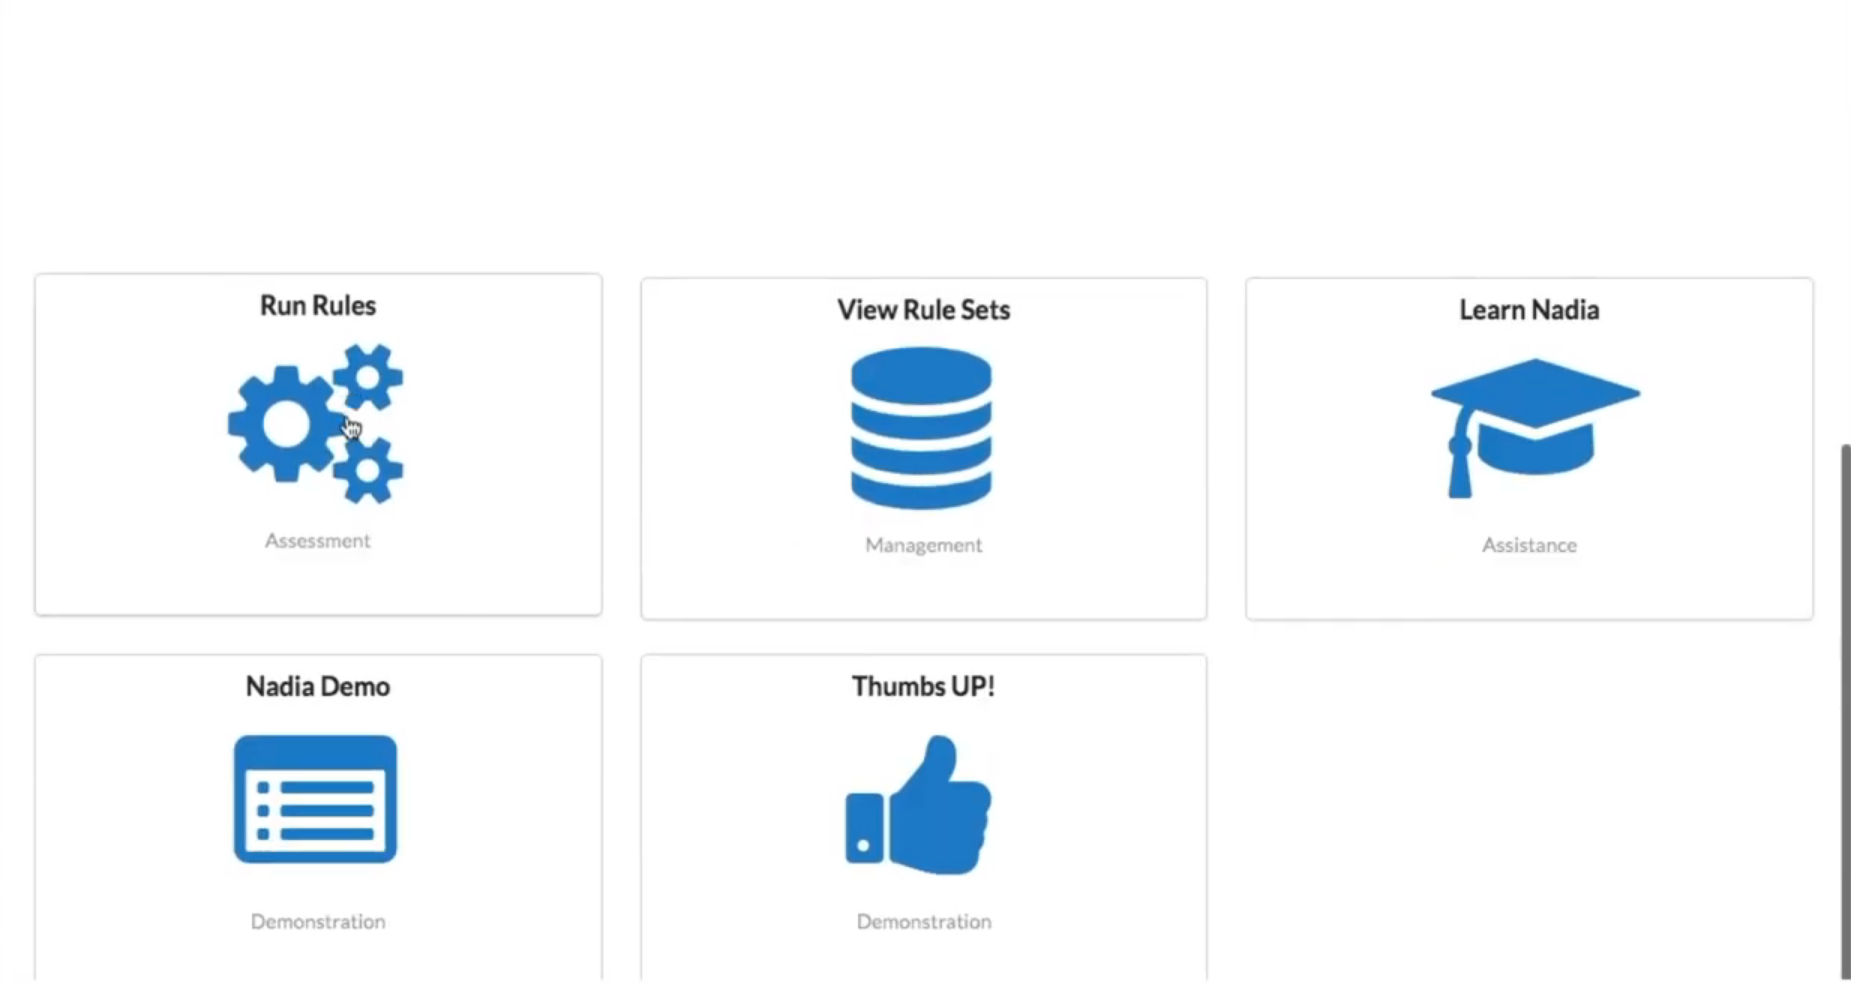 Run Rules
View Rule Sets
Learn Nadia
Assessment
Management
Assistance
Nadia Demo
Thumbs UP!
Demonstration
Demonstration